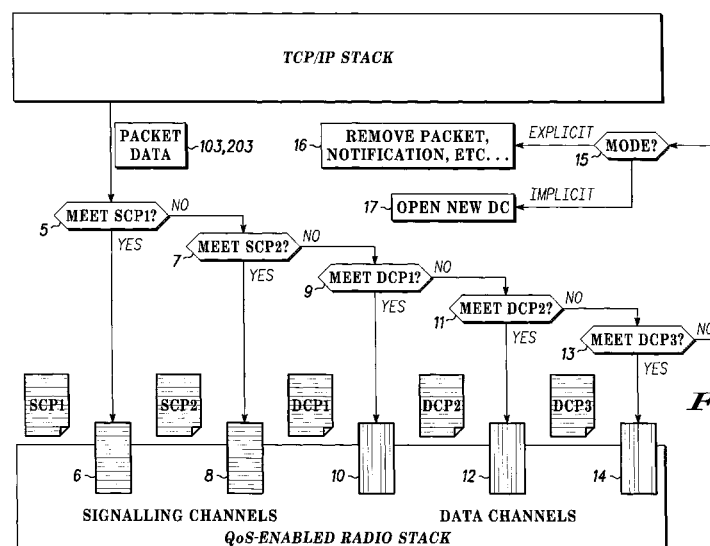 TCP/IP STACK
PACKET
DATA
103,203
16
REMOVE PACKET,
NOTIFICATION, ETC...
EXPLICIT
15
MODE?
IMPLICIT
17
OPEN NEW DC
5
MEET SCP1?
NO
YES
7
MEET SCP2?
NO
YES
9
MEET DCP1?
NO
YES
11
MEET DCP2?
NO
YES
13
MEET DCP3?
NO
YES
SCP1
SCP2
DCP1
DCP2
DCP3
F
6
8
10
12
14
SIGNALLING CHANNELS
DATA CHANNELS
QoS-ENABLED RADIO STACK